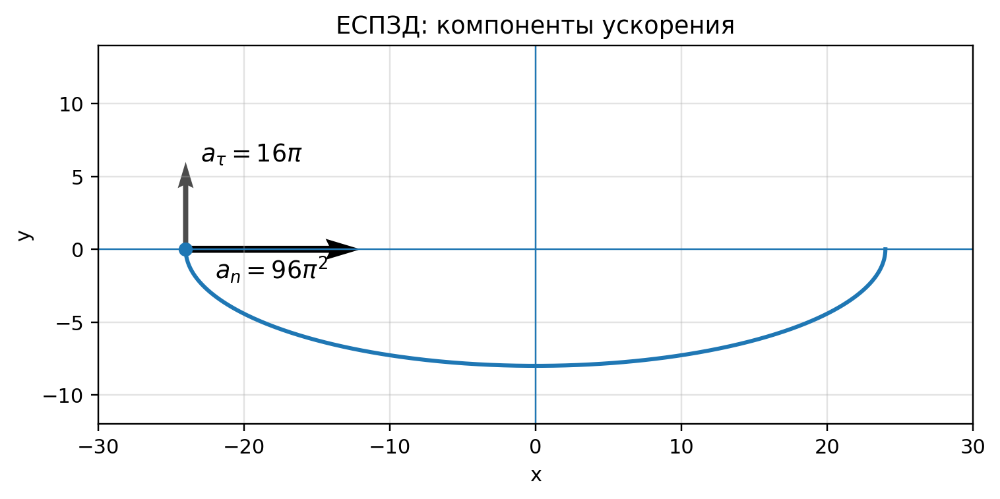 ЕСПЗД: компоненты ускорения
10
5
0
−5
−10
y
a_τ = 16π
a_n = 96π²
−30
−20
−10
0
10
20
30
x